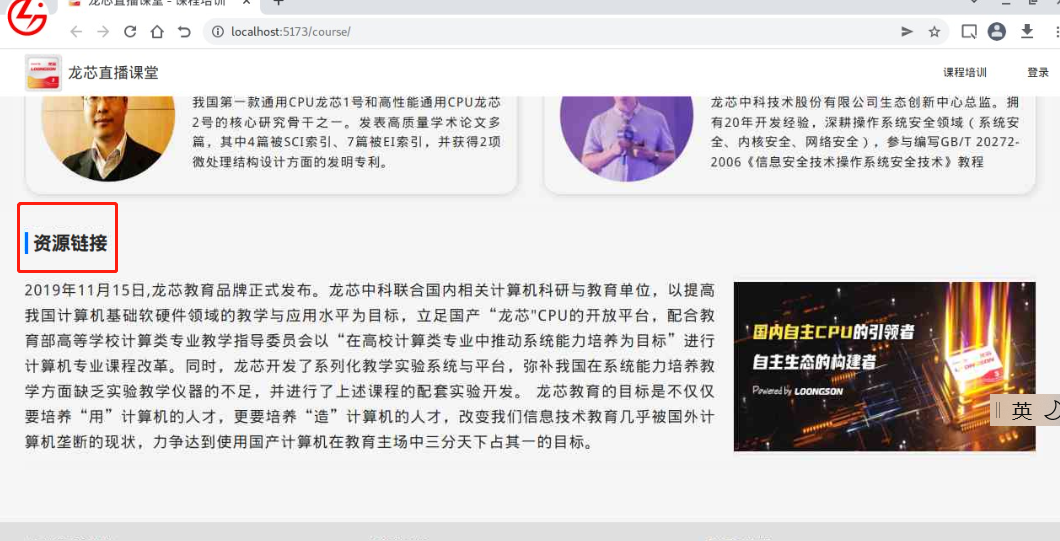 龙芯直播课堂 - 课程培训
localhost:5173/course/
龙芯直播课堂
课程培训
登录
我国第一款通用CPU龙芯1号和高性能通用CPU龙芯
2号的核心研究骨干之一。发表高质量学术论文多
篇，其中4篇被SCI索引、7篇被EI索引，并获得2项
微处理结构设计方面的发明专利。
龙芯中科技术股份有限公司生态创新中心总监。拥
有20年开发经验，深耕操作系统安全领域（系统安
全、内核安全、网络安全），参与编写GB/T 20272-
2006《信息安全技术操作系统安全技术》教程
资源链接
2019年11月15日,龙芯教育品牌正式发布。龙芯中科联合国内相关计算机科研与教育单位，以提高
我国计算机基础软硬件领域的教学与应用水平为目标，立足国产“龙芯"CPU的开放平台，配合教
育部高等学校计算类专业教学指导委员会以“在高校计算类专业中推动系统能力培养为目标”进行
计算机专业课程改革。同时，龙芯开发了系列化教学实验系统与平台，弥补我国在系统能力培养教
学方面缺乏实验教学仪器的不足，并进行了上述课程的配套实验开发。 龙芯教育的目标是不仅仅
要培养“用”计算机的人才，更要培养“造”计算机的人才，改变我们信息技术教育几乎被国外计
算机垄断的现状，力争达到使用国产计算机在教育主场中三分天下占其一的目标。
国内自主CPU的引领者
自主生态的构建者
Powered by LOONGSON
英